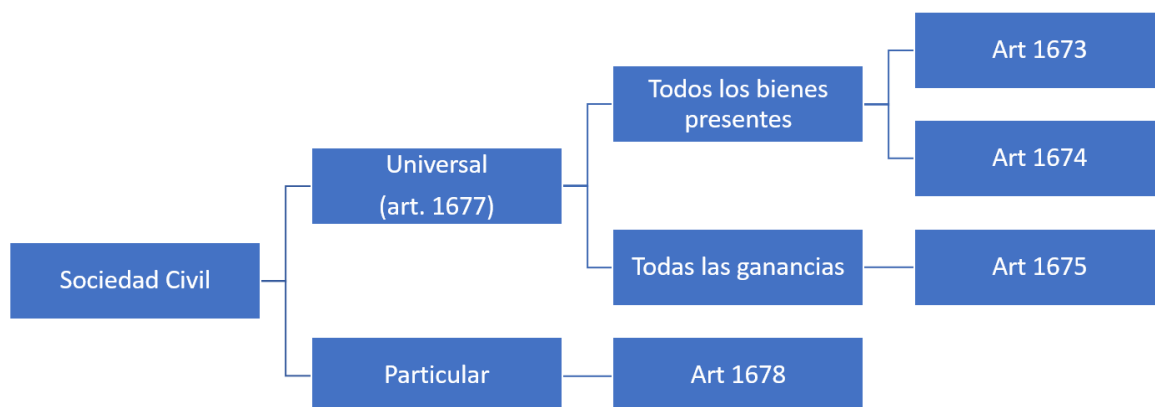 Sociedad Civil
Universal
(art. 1677)
Todos los bienes
presentes
Art 1673
Art 1674
Todas las ganancias
Art 1675
Particular
Art 1678